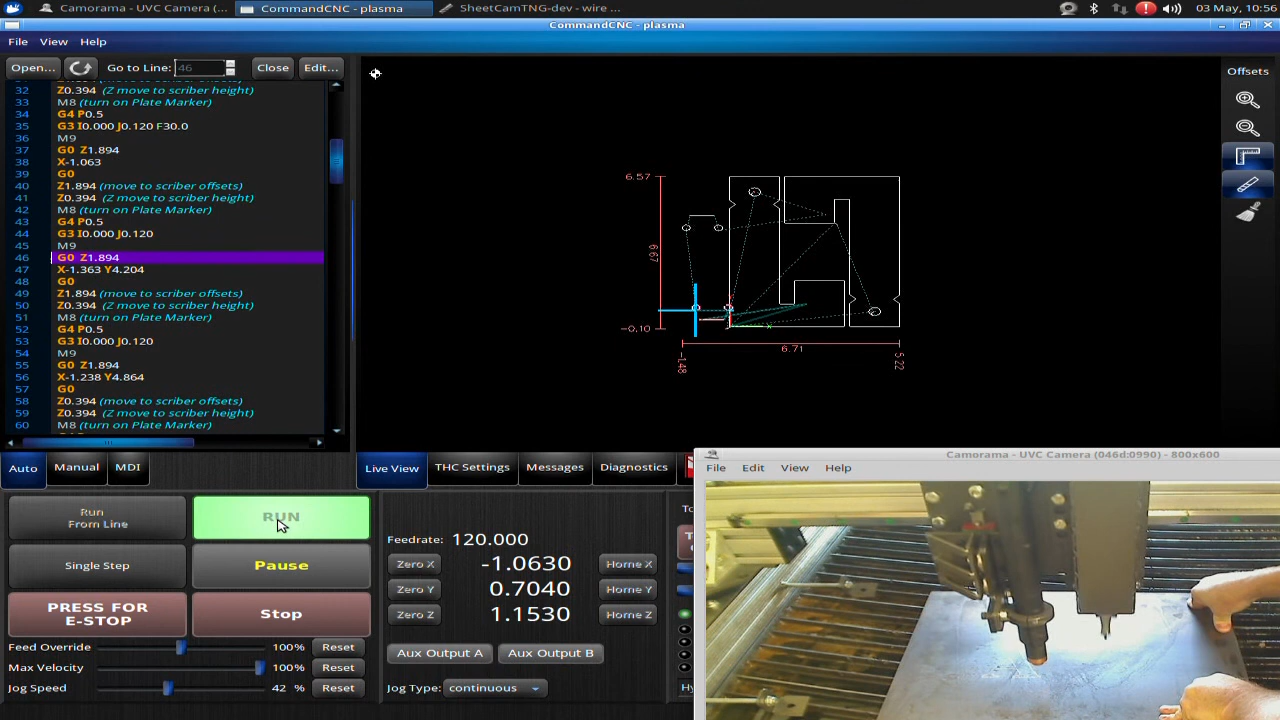 Camorama - UVC Camera (...
CommandCNC - plasma
SheetCamTNG-dev - wire ...
03 May, 10:56
CommandCNC - plasma
File View Help
Open... Go to Line: 46 Close Edit...
32 Z0.394 (Z move to scriber height)
33 M8 (turn on Plate Marker)
34 G4 P0.5
35 G3 I0.000 J0.120 F30.0
36 M9
37 G0 Z1.894
38 X-1.063
39 G0
40 Z1.894 (move to scriber offsets)
41 Z0.394 (Z move to scriber height)
42 M8 (turn on Plate Marker)
43 G4 P0.5
44 G3 I0.000 J0.120
45 M9
46 G0 Z1.894
47 X-1.363 Y4.204
48 G0
49 Z1.894 (move to scriber offsets)
50 Z0.394 (Z move to scriber height)
51 M8 (turn on Plate Marker)
52 G4 P0.5
53 G3 I0.000 J0.120
54 M9
55 G0 Z1.894
56 X-1.238 Y4.864
57 G0
58 Z0.394 (Z move to scriber height)
59 Z0.394 (Z move to scriber height)
60 M8 (turn on Plate Marker)
6.57
6.67
-0.10
X
6.71
-1.48
5.22
Offsets
Auto Manual MDI
Live View THC Settings Messages Diagnostics
Run
From Line
RUN
Single Step
Pause
PRESS FOR
E-STOP
Stop
Feed Override 100% Reset
Max Velocity 100% Reset
Jog Speed 42 % Reset
Feedrate: 120.000
Zero X -1.0630 Home X
Zero Y 0.7040 Home Y
Zero Z 1.1530 Home Z
Aux Output A Aux Output B
Jog Type: continuous
To
Hy
Camorama - UVC Camera (046d:0990) - 800x600
File Edit View Help